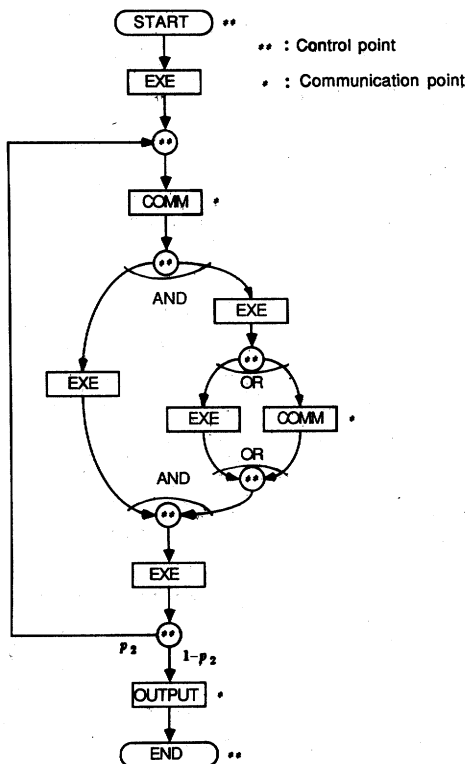 START **
** : Control point
EXE
* : Communication point
**
COMM *
**
AND
EXE
**
OR
EXE
EXE COMM *
OR
AND
**
**
EXE
**
p2
1-p2
OUTPUT *
END **